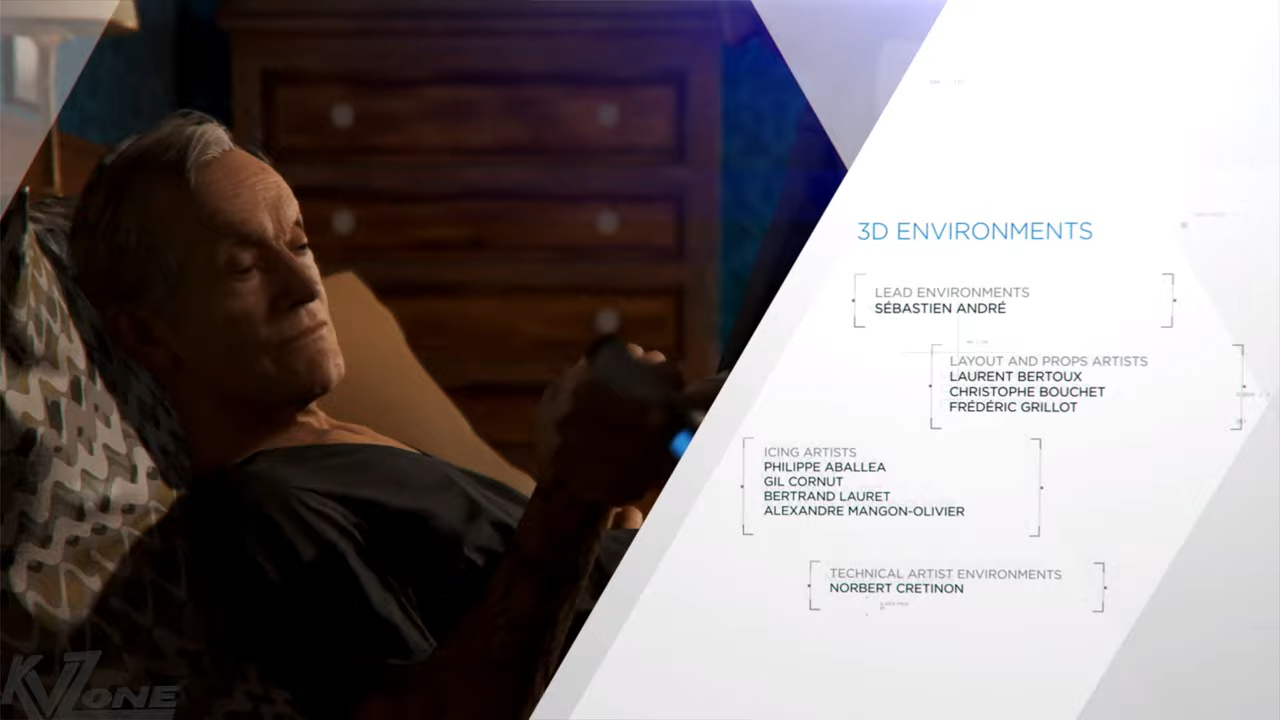 3D ENVIRONMENTS
LEAD ENVIRONMENTS
SÉBASTIEN ANDRÉ
LAYOUT AND PROPS ARTISTS
LAURENT BERTOUX
CHRISTOPHE BOUCHET
FRÉDÉRIC GRILLOT
ICING ARTISTS
PHILIPPE ABALLEA
GIL CORNUT
BERTRAND LAURET
ALEXANDRE MANGON-OLIVIER
TECHNICAL ARTIST ENVIRONMENTS
NORBERT CRETINON
KVZONE